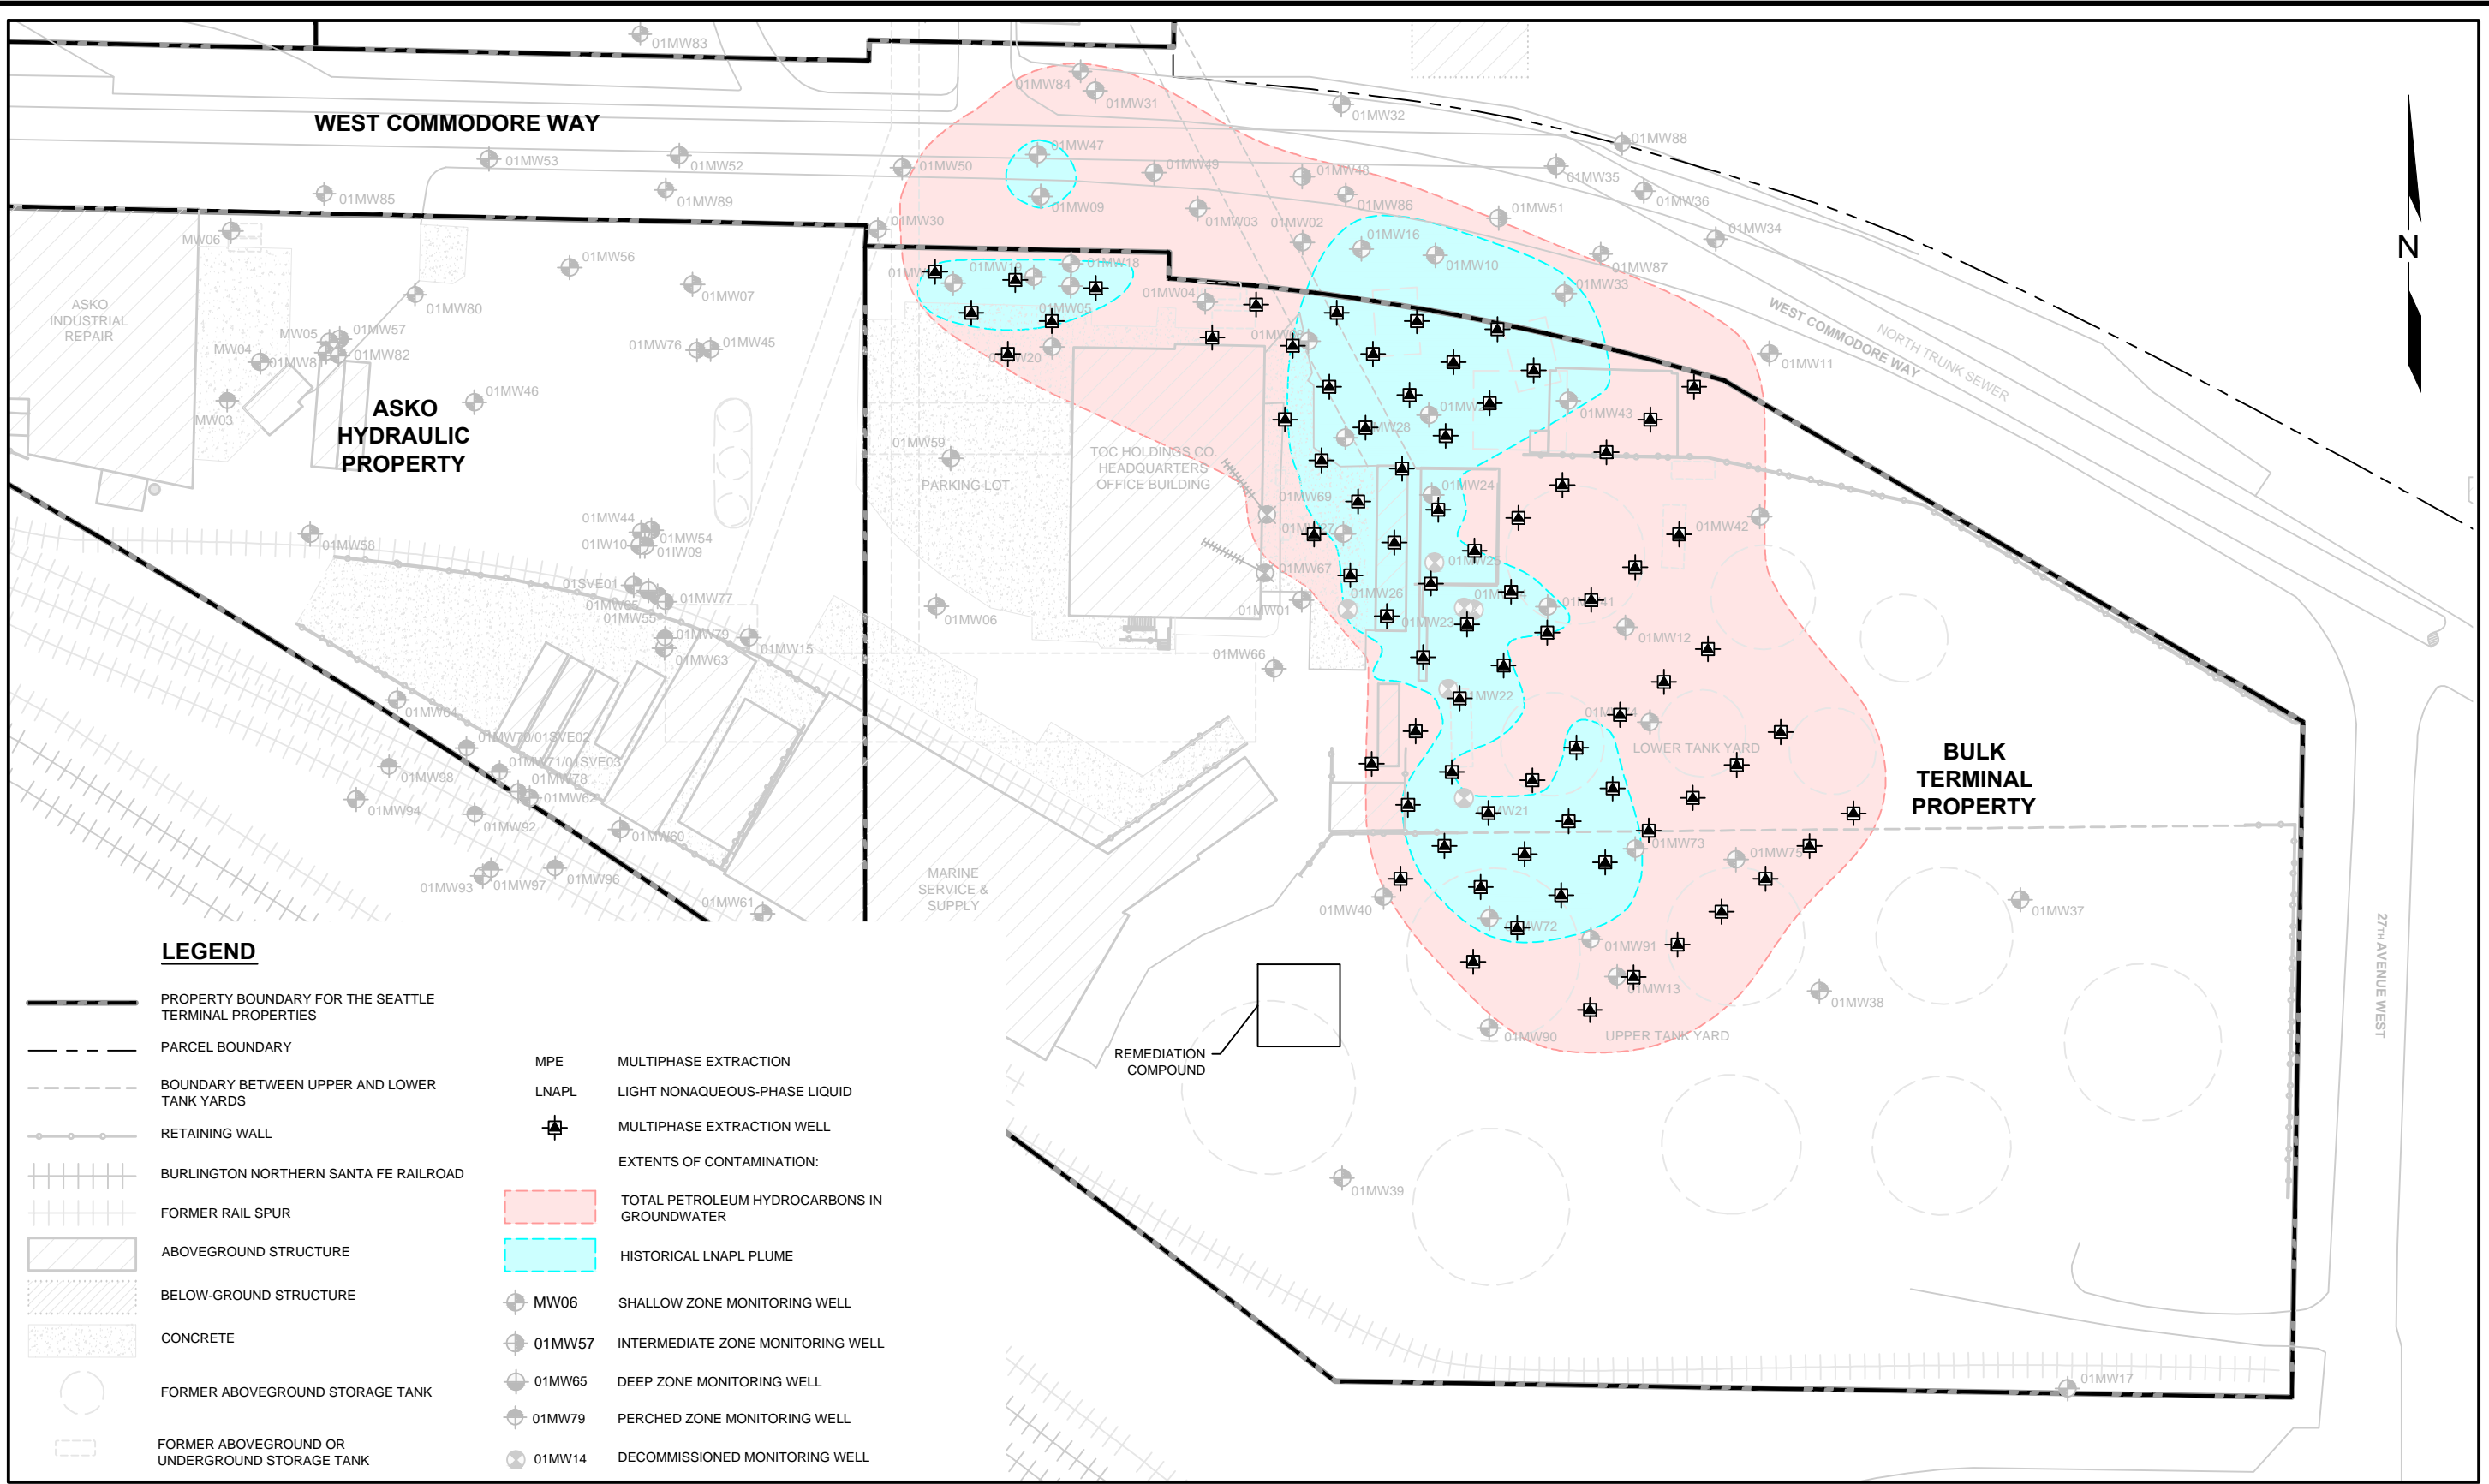 01MW83
01MW84
01MW31
01MW32
WEST COMMODORE WAY
01MW88
01MW53
01MW52
01MW50
01MW47
01MW49
01MW48
01MW35
01MW85
01MW89
01MW09
01MW03
01MW86
01MW36
01MW51
MW06
01MW30
01MW02
01MW16
01MW10
01MW34
01MW87
01MW56
01MW18
01MW07
01MW05
01MW04
01MW33
01MW80
ASKO
INDUSTRIAL
REPAIR
MW05
01MW57
MW04
01MW81
01MW82
01MW76
01MW45
01MW20
01MW11
WEST COMMODORE WAY
NORTH TRUNK SEWER
N
MW03
01MW46
ASKO
HYDRAULIC
PROPERTY
01MW43
01MW28
01MW59
PARKING LOT
TOC HOLDINGS CO.
HEADQUARTERS
OFFICE BUILDING
01MW69
01MW24
01MW27
01MW42
01MW44
01MW54
01IW10
01IW09
01MW58
01SVE01
01MW77
01MW55
01MW67
01MW25
01MW26
01MW01
01MW06
01MW23
01MW12
01MW79
01MW63
01MW15
01MW66
01MW22
01MW64
LOWER TANK YARD
01MW70/01SVE02
01MW71/01SVE03
01MW98
01MW78
01MW62
01MW94
01MW92
01MW60
01MW21
BULK
TERMINAL
PROPERTY
01MW73
01MW75
01MW93
01MW97
01MW96
01MW61
MARINE
SERVICE &
SUPPLY
01MW40
01MW72
01MW91
01MW37
01MW13
01MW38
27TH AVENUE WEST
01MW90
UPPER TANK YARD
REMEDIATION
COMPOUND
01MW39
01MW17
LEGEND
PROPERTY BOUNDARY FOR THE SEATTLE
TERMINAL PROPERTIES
PARCEL BOUNDARY
BOUNDARY BETWEEN UPPER AND LOWER
TANK YARDS
RETAINING WALL
BURLINGTON NORTHERN SANTA FE RAILROAD
FORMER RAIL SPUR
ABOVEGROUND STRUCTURE
BELOW-GROUND STRUCTURE
CONCRETE
FORMER ABOVEGROUND STORAGE TANK
FORMER ABOVEGROUND OR
UNDERGROUND STORAGE TANK
MPE MULTIPHASE EXTRACTION
LNAPL LIGHT NONAQUEOUS-PHASE LIQUID
MULTIPHASE EXTRACTION WELL
EXTENTS OF CONTAMINATION:
TOTAL PETROLEUM HYDROCARBONS IN
GROUNDWATER
HISTORICAL LNAPL PLUME
MW06 SHALLOW ZONE MONITORING WELL
01MW57 INTERMEDIATE ZONE MONITORING WELL
01MW65 DEEP ZONE MONITORING WELL
01MW79 PERCHED ZONE MONITORING WELL
01MW14 DECOMMISSIONED MONITORING WELL